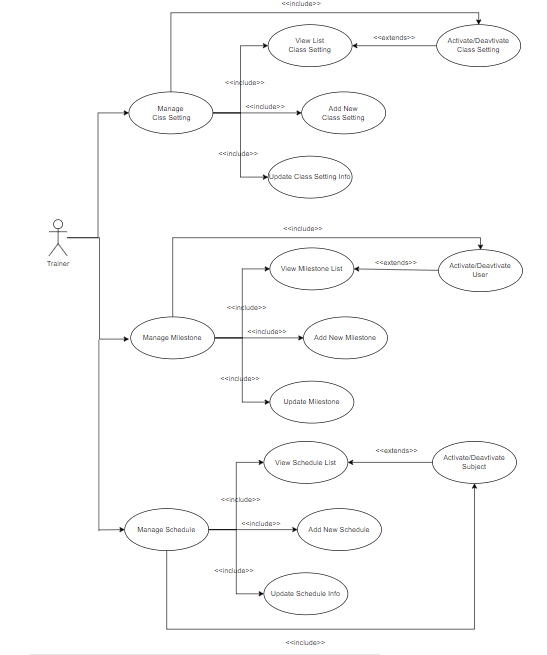 <<include>>
View List
Class Setting
<<extends>>
Activate/Deavtivate
Class Setting
<<include>>
Manage
Clss Setting
<<include>>
Add New
Class Setting
<<include>>
Update Class Setting Info
Trainer
<<include>>
View Milestone List
<<extends>>
Activate/Deavtivate
User
<<include>>
Manage Milestone
<<include>>
Add New Milestone
<<include>>
Update Milestone
View Schedule List
<<extends>>
Activate/Deavtivate
Subject
<<include>>
Manage Schedule
<<include>>
Add New Schedule
<<include>>
Update Schedule Info
<<include>>